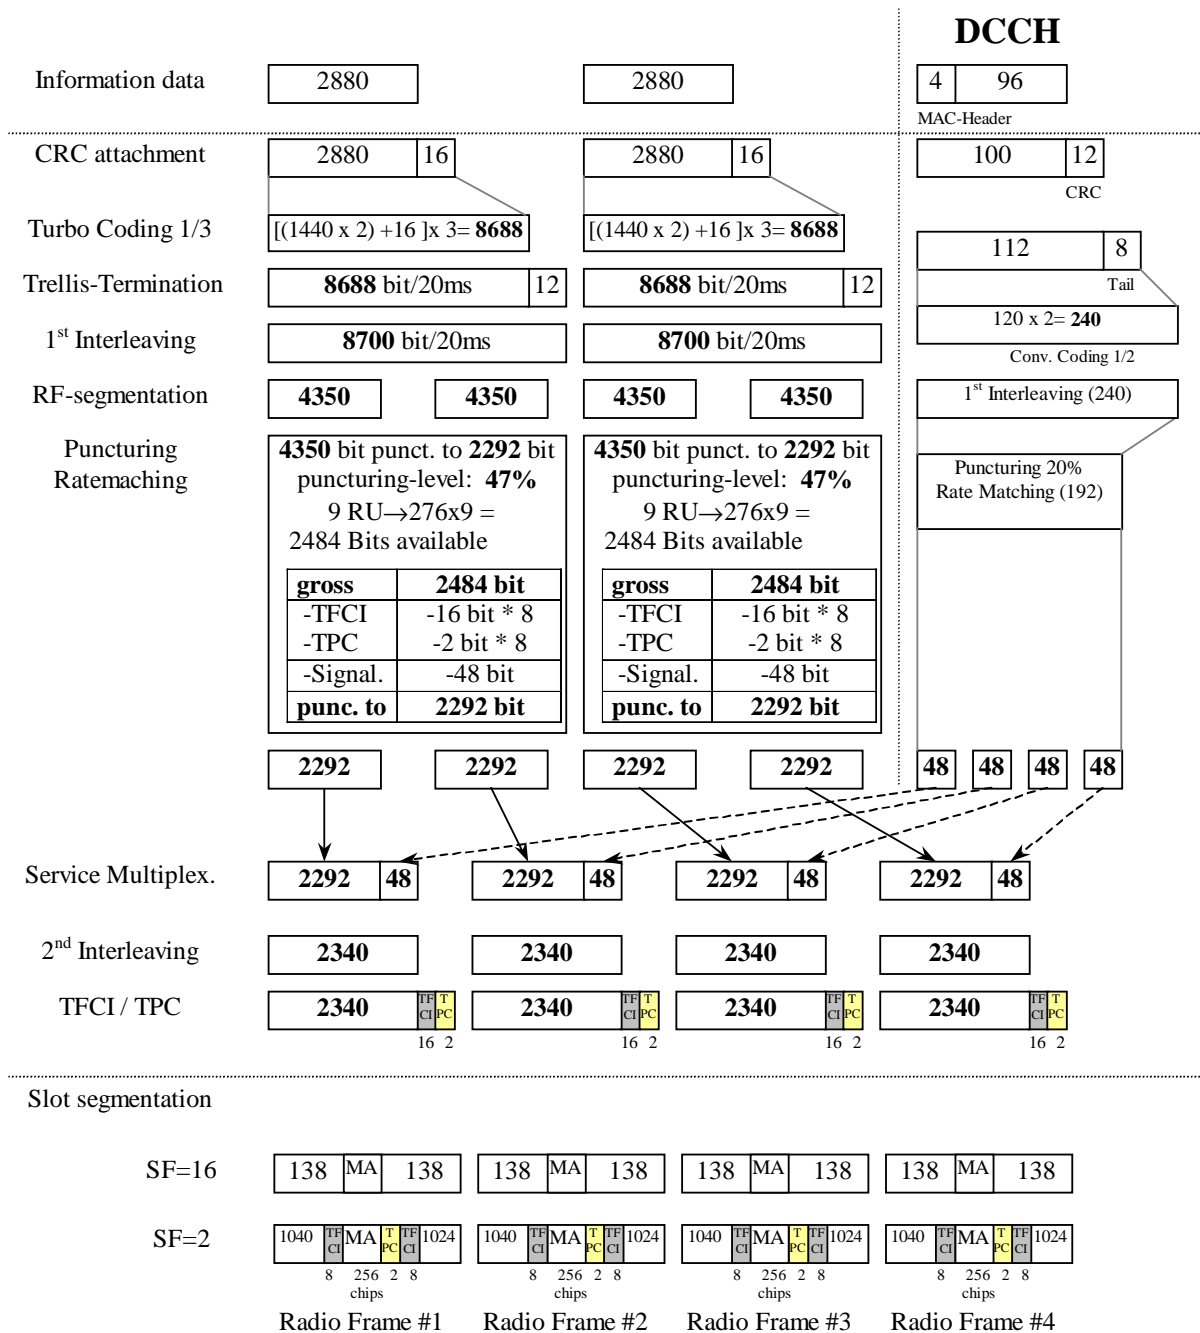 DCCH
Information data 2880 2880 4 96
MAC-Header
CRC attachment 2880 16 2880 16 100 12
CRC
Turbo Coding 1/3 [(1440 x 2) +16 ]x 3= 8688 [(1440 x 2) +16 ]x 3= 8688
112 8
Trellis-Termination 8688 bit/20ms 12 8688 bit/20ms 12
Tail
120 x 2= 240
1st Interleaving 8700 bit/20ms 8700 bit/20ms
Conv. Coding 1/2
RF-segmentation 4350 4350 4350 4350 1st Interleaving (240)
Puncturing
Ratemaching
4350 bit punct. to 2292 bit
puncturing-level: 47%
9 RU→276x9 =
2484 Bits available
gross 2484 bit
-TFCI -16 bit * 8
-TPC -2 bit * 8
-Signal. -48 bit
punc. to 2292 bit
4350 bit punct. to 2292 bit
puncturing-level: 47%
9 RU→276x9 =
2484 Bits available
gross 2484 bit
-TFCI -16 bit * 8
-TPC -2 bit * 8
-Signal. -48 bit
punc. to 2292 bit
Puncturing 20%
Rate Matching (192)
2292 2292 2292 2292 48 48 48 48
Service Multiplex. 2292 48 2292 48 2292 48 2292 48
2nd Interleaving 2340 2340 2340 2340
TFCI / TPC 2340 TF CI T PC 2340 TF CI T PC 2340 TF CI T PC 2340 TF CI T PC
16 2 16 2 16 2 16 2
Slot segmentation
SF=16 138 MA 138 138 MA 138 138 MA 138 138 MA 138
SF=2 1040 TF CI MA T PC TF CI 1024 1040 TF CI MA T PC TF CI 1024 1040 TF CI MA T PC TF CI 1024 1040 TF CI MA T PC TF CI 1024
8 256 2 8 8 256 2 8 8 256 2 8 8 256 2 8
chips chips chips chips
Radio Frame #1 Radio Frame #2 Radio Frame #3 Radio Frame #4